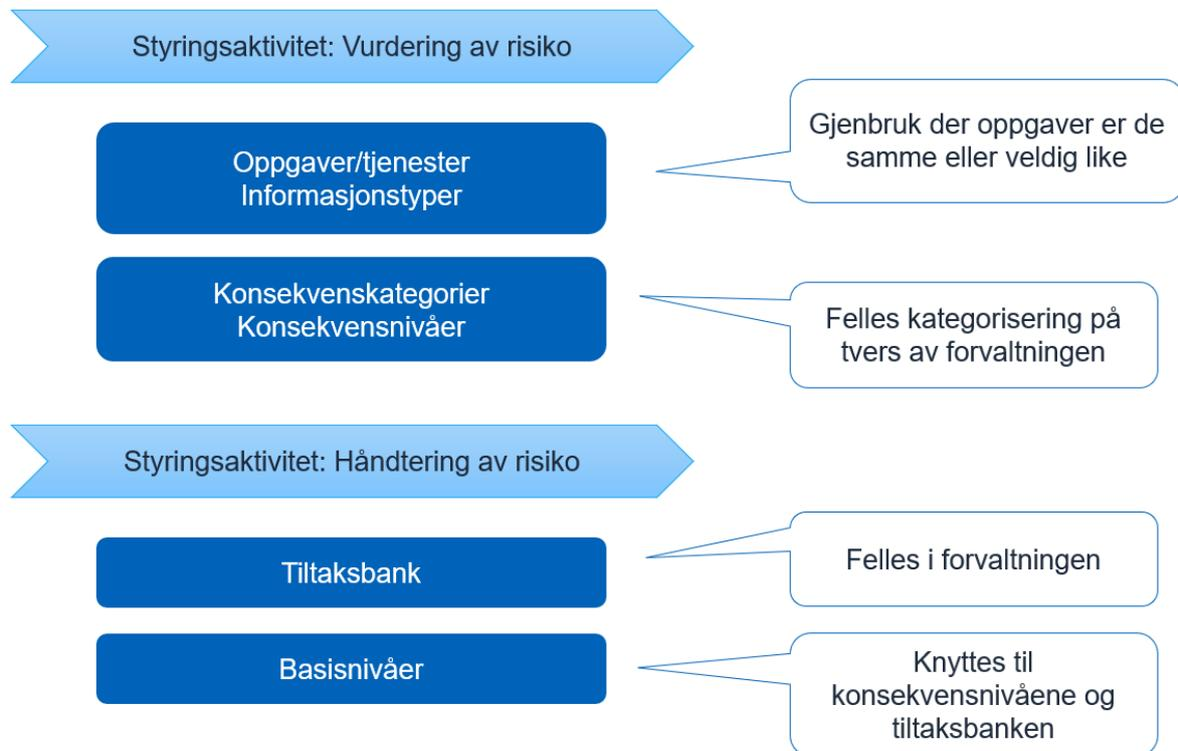 Styringsaktivitet: Vurdering av risiko
Oppgaver/tjenester
Informasjonstyper
Gjenbruk der oppgaver er de
samme eller veldig like
Konsekvenskategorier
Konsekvensnivåer
Felles kategorisering på
tvers av forvaltningen
Styringsaktivitet: Håndtering av risiko
Tiltaksbank
Felles i forvaltningen
Basisnivåer
Knyttes til
konsekvensnivåene og
tiltaksbanken